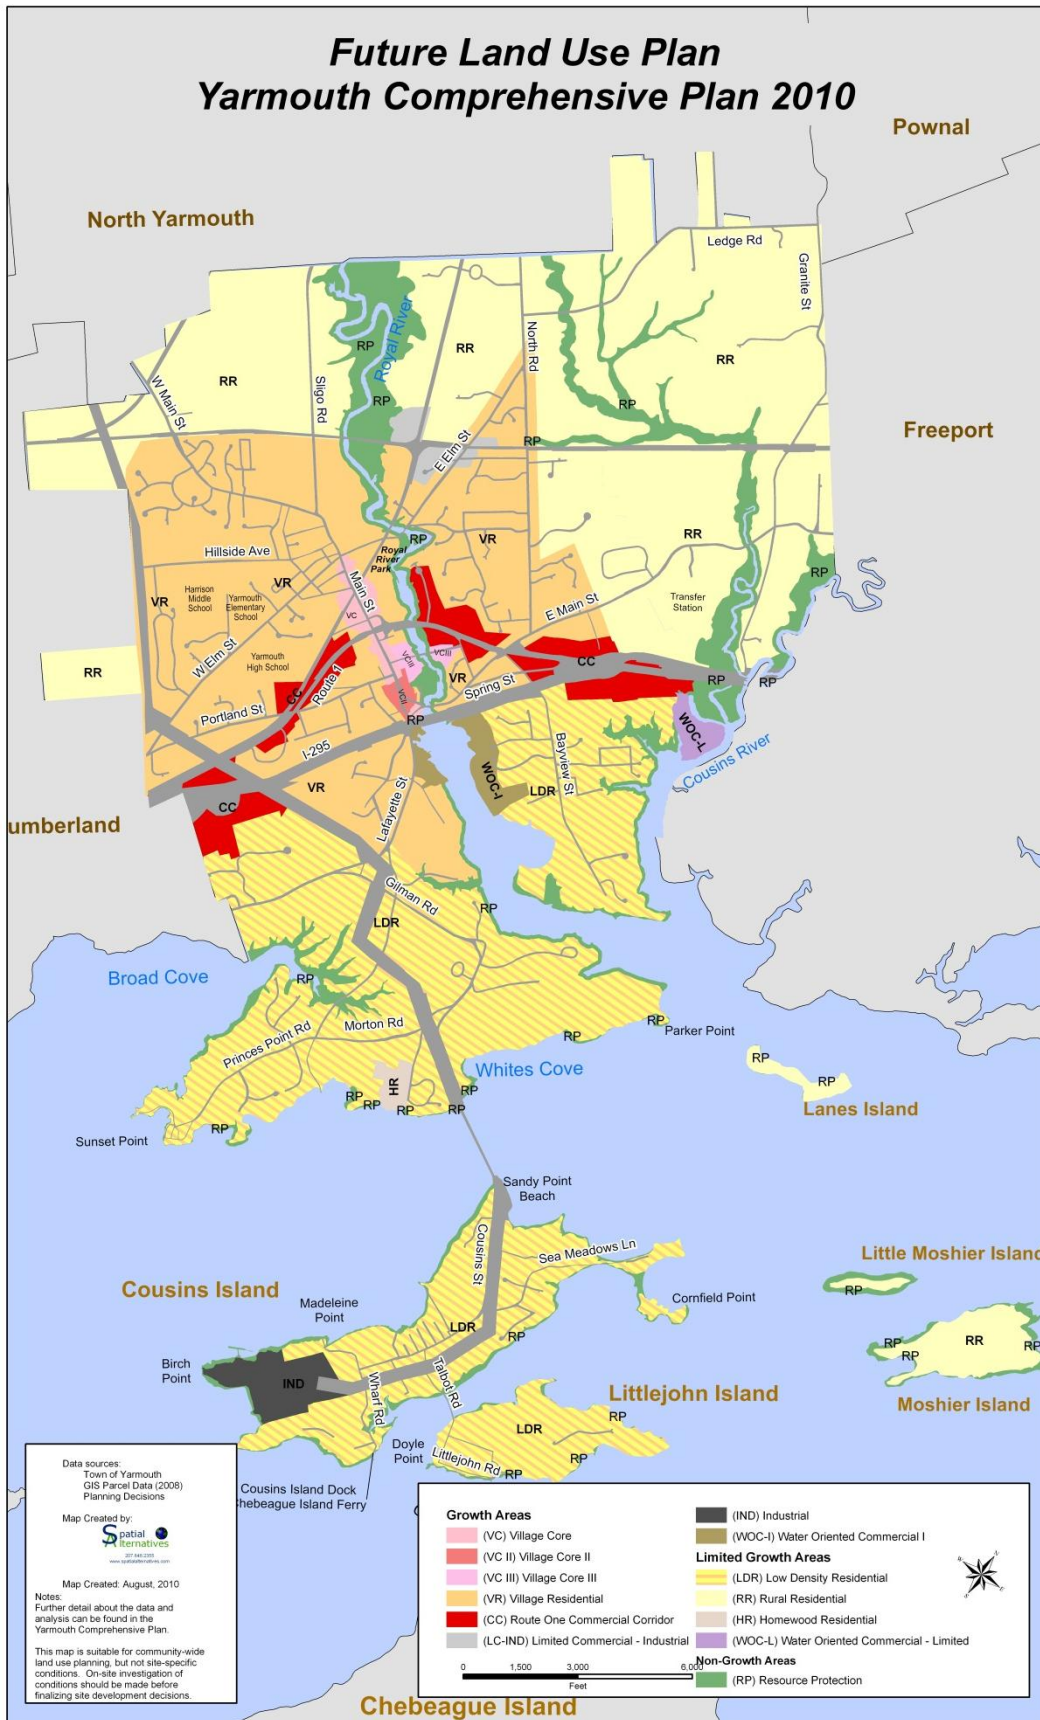 Future Land Use Plan
Yarmouth Comprehensive Plan 2010
Pownal
North Yarmouth
Ledge Rd
Granite St
Royal River
North Rd
RP
RR
RR
RR
W Main St
Sligo Rd
RP
RP
Freeport
E Elm St
RP
RP
Royal
River
Park
VR
RR
Hillside Ave
RP
VR
Harrison
Middle
School
Yarmouth
Elementary
School
VR
Main St
VC
E Main St
Transfer
Station
W Elm St
Yarmouth
High School
VCIII
VCIII
RR
CC
Route 1
VR
CC
RP
RP
Spring St
VCII
Portland St
RP
WOC-L
I-295
Bayview St
Cousins River
WOC-I
VR
LDR
CC
Lafayette St
umberland
Gilman Rd
RP
LDR
Broad Cove
RP
Morton Rd
Princes Point Rd
RP
Parker Point
RP
Whites Cove
RP
RP
HR
RP
RP
RP
RP
RP
Lanes Island
Sunset Point
RP
RP
Sandy Point
Beach
Cousins St
Sea Meadows Ln
Little Moshier Island
Cousins Island
RP
Madeleine
Point
Cornfield Point
LDR
RP
RP
RR
RP
RP
Birch
Point
IND
Wharf Rd
Talbot Rd
Littlejohn Island
Moshier Island
RP
LDR
Doyle
Point
Littlejohn Rd
RP
RP
Cousins Island Dock
Chebeague Island Ferry
Data sources:
Town of Yarmouth
GIS Parcel Data (2008)
Planning Decisions
Map Created by:
Spatial
Alternatives
www.spatialalternatives.com
Map Created: August, 2010
Notes:
Further detail about the data and
analysis can be found in the
Yarmouth Comprehensive Plan.
This map is suitable for community-wide
land use planning, but not site-specific
conditions. On-site investigation of
conditions should be made before
finalizing site development decisions.
Growth Areas
(VC) Village Core
(VC II) Village Core II
(VC III) Village Core III
(VR) Village Residential
(CC) Route One Commercial Corridor
(LC-IND) Limited Commercial - Industrial
(IND) Industrial
(WOC-I) Water Oriented Commercial I
Limited Growth Areas
(LDR) Low Density Residential
(RR) Rural Residential
(HR) Homewood Residential
(WOC-L) Water Oriented Commercial - Limited
Non-Growth Areas
(RP) Resource Protection
0 1,500 3,000 6,000
Feet
N
E
S
W
Chebeague Island